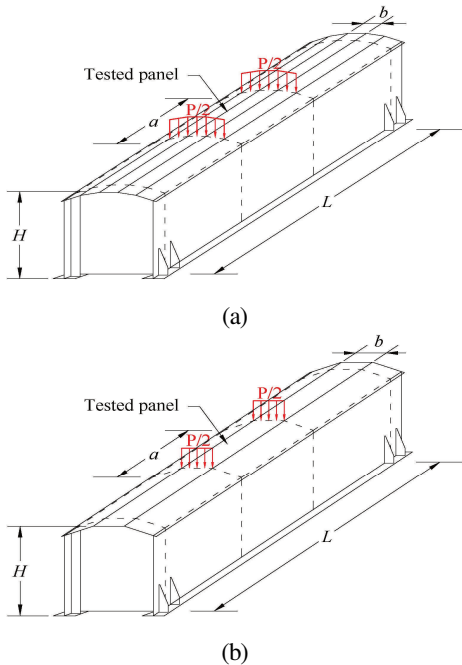 b
Tested panel
P/2
a
P/2
H
L
(a)
b
P/2
Tested panel
a
P/2
H
L
(b)